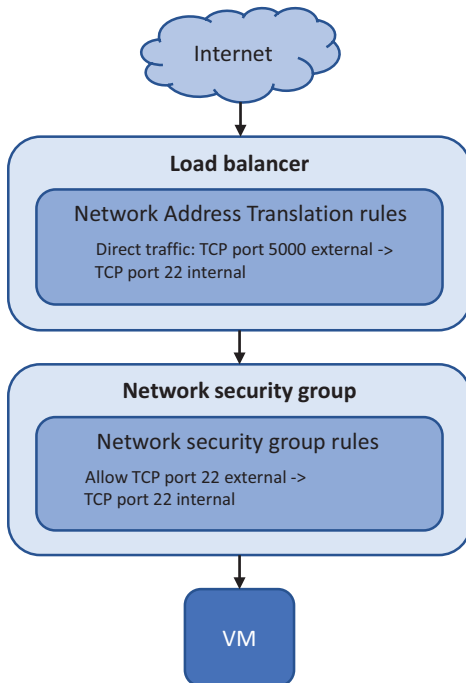 Internet
Load balancer
Network Address Translation rules
Direct traffic: TCP port 5000 external ->
TCP port 22 internal
Network security group
Network security group rules
Allow TCP port 22 external ->
TCP port 22 internal
VM